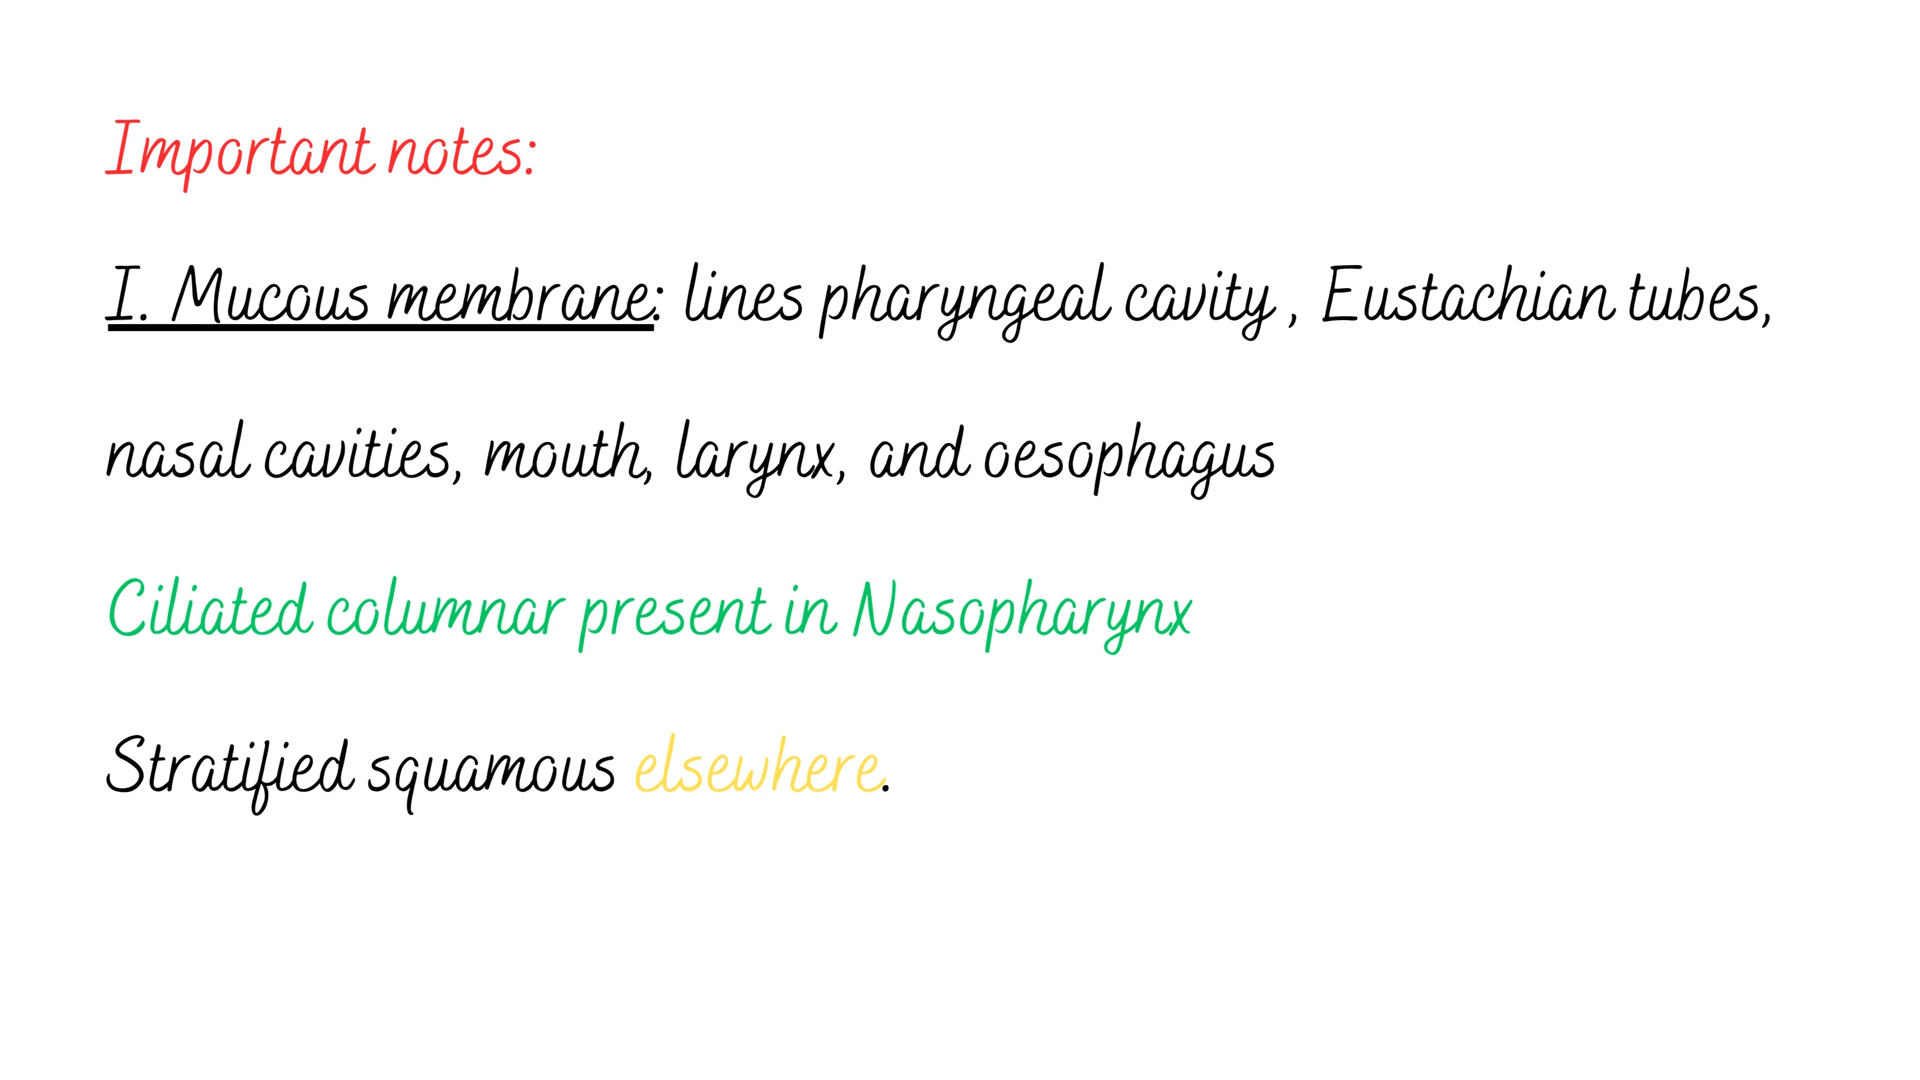 Important notes:
I. Mucous membrane: lines pharyngeal cavity , Eustachian tubes,
nasal cavities, mouth, larynx, and oesophagus
Ciliated columnar present in Nasopharynx
Stratified squamous elsewhere.